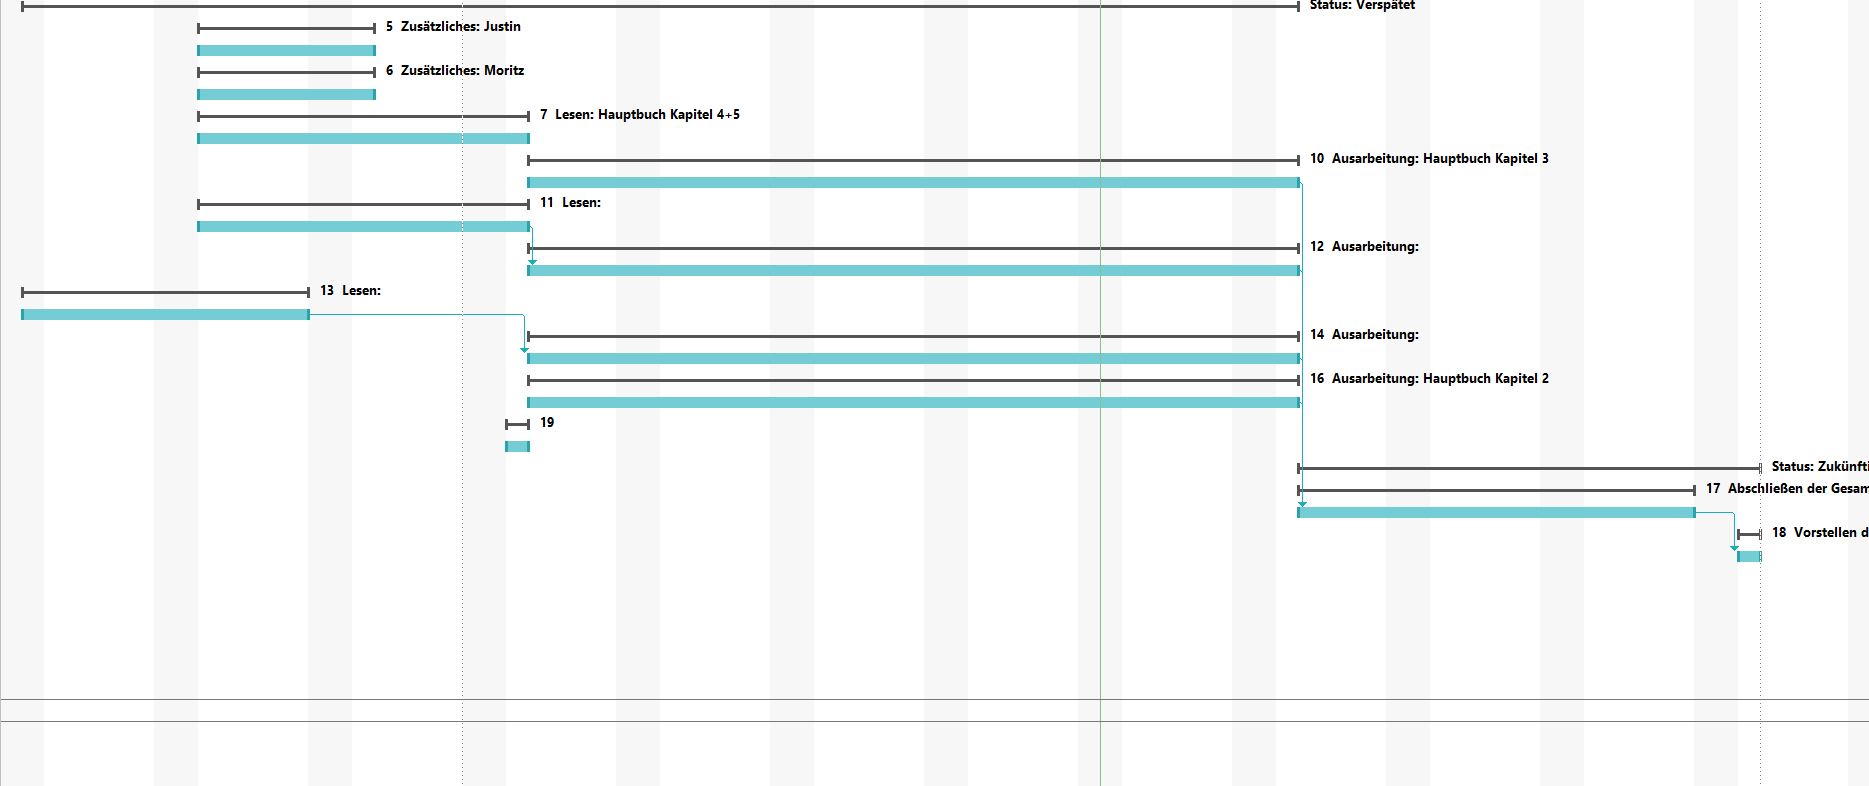 Status: Verspätet
5 Zusätzliches: Justin
6 Zusätzliches: Moritz
7 Lesen: Hauptbuch Kapitel 4+5
10 Ausarbeitung: Hauptbuch Kapitel 3
11 Lesen:
12 Ausarbeitung:
13 Lesen:
14 Ausarbeitung:
16 Ausarbeitung: Hauptbuch Kapitel 2
19
Status: Zukünfti
17 Abschließen der Gesam
18 Vorstellen d